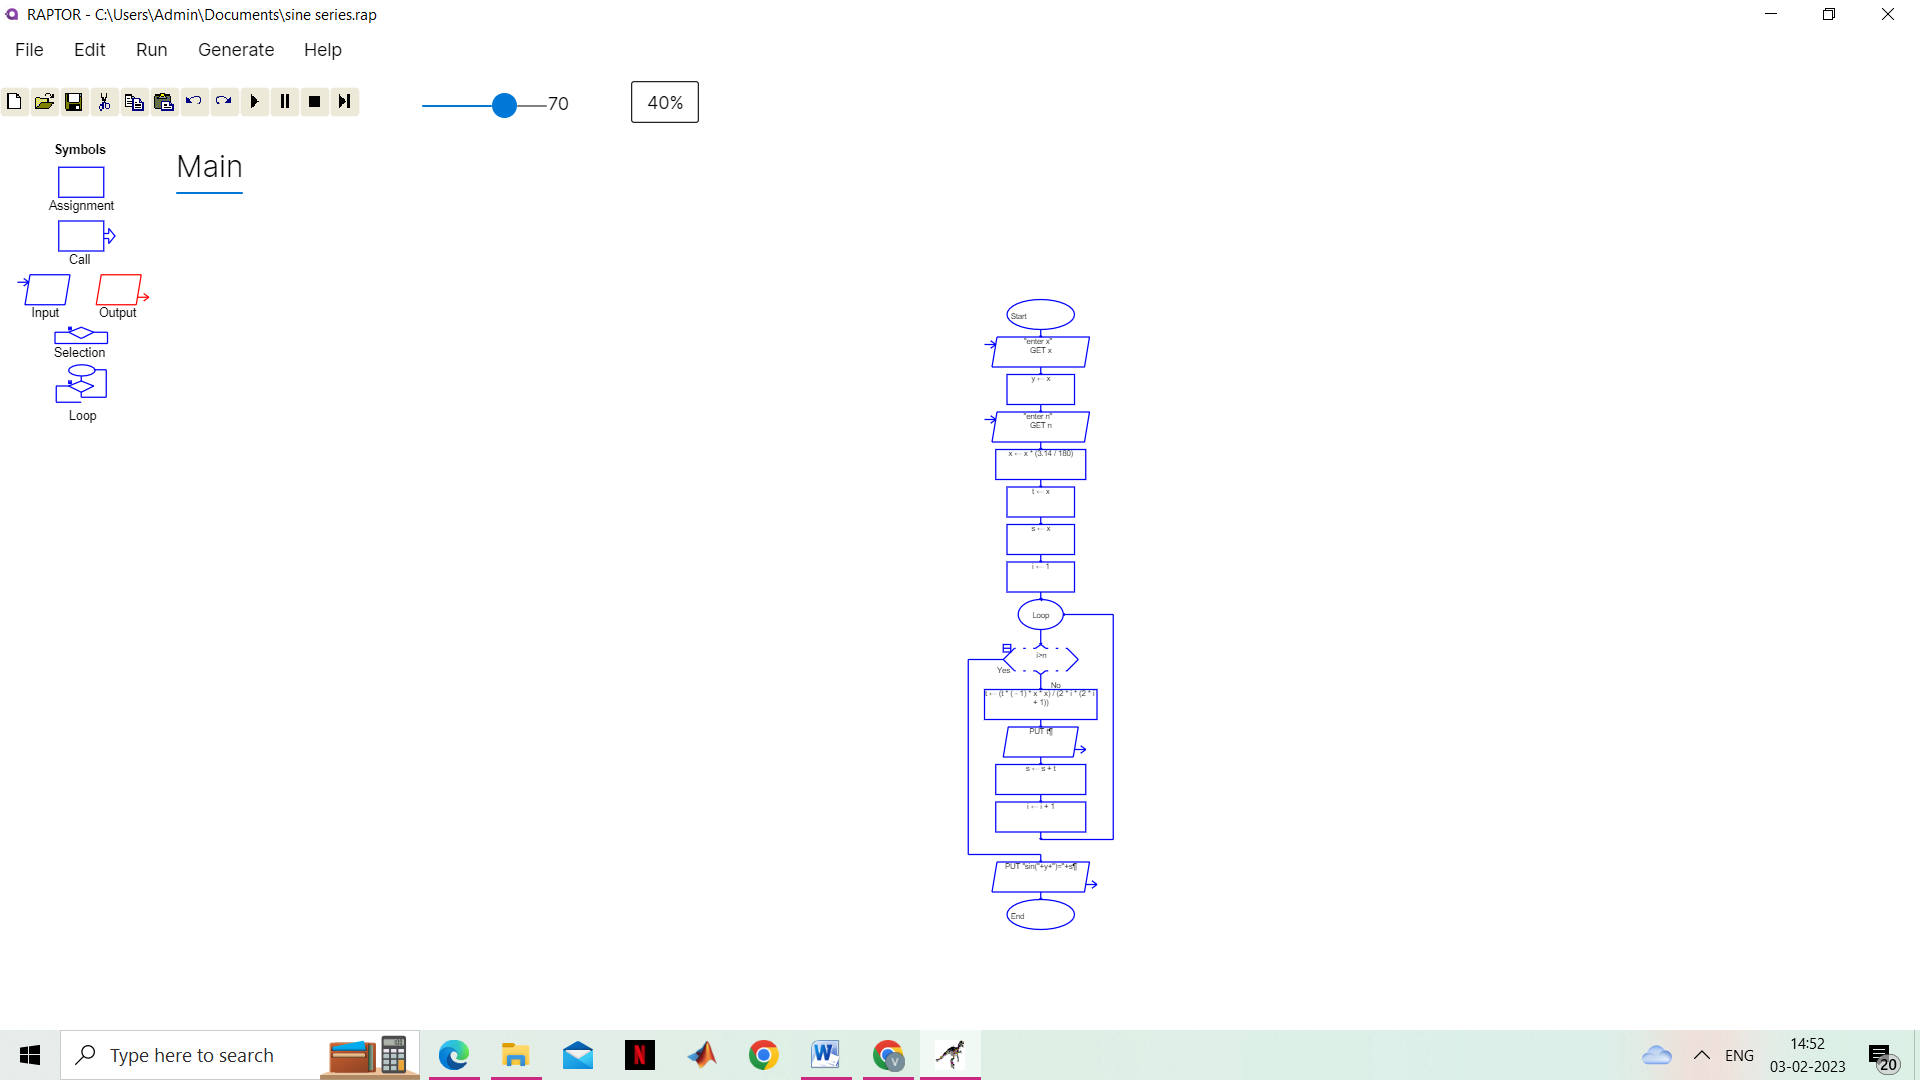 RAPTOR - C:\Users\Admin\Documents\sine series.rap
File Edit Run Generate Help
70
40%
Symbols
Assignment
Call
Input Output
Selection
Loop
Main
Start
"enter x"
GET x
y ← x
"enter n"
GET n
x ← x * (3.14 / 180)
t ← x
s ← x
i ← 1
Loop
i>n
Yes
No
t ← (t * ( - 1) * x * x) / (2 * i * (2 * i
+ 1))
PUT t¶
s ← s + t
i ← i + 1
PUT "sin("+y+")="+s¶
End
Type here to search
ENG
14:52
03-02-2023
20